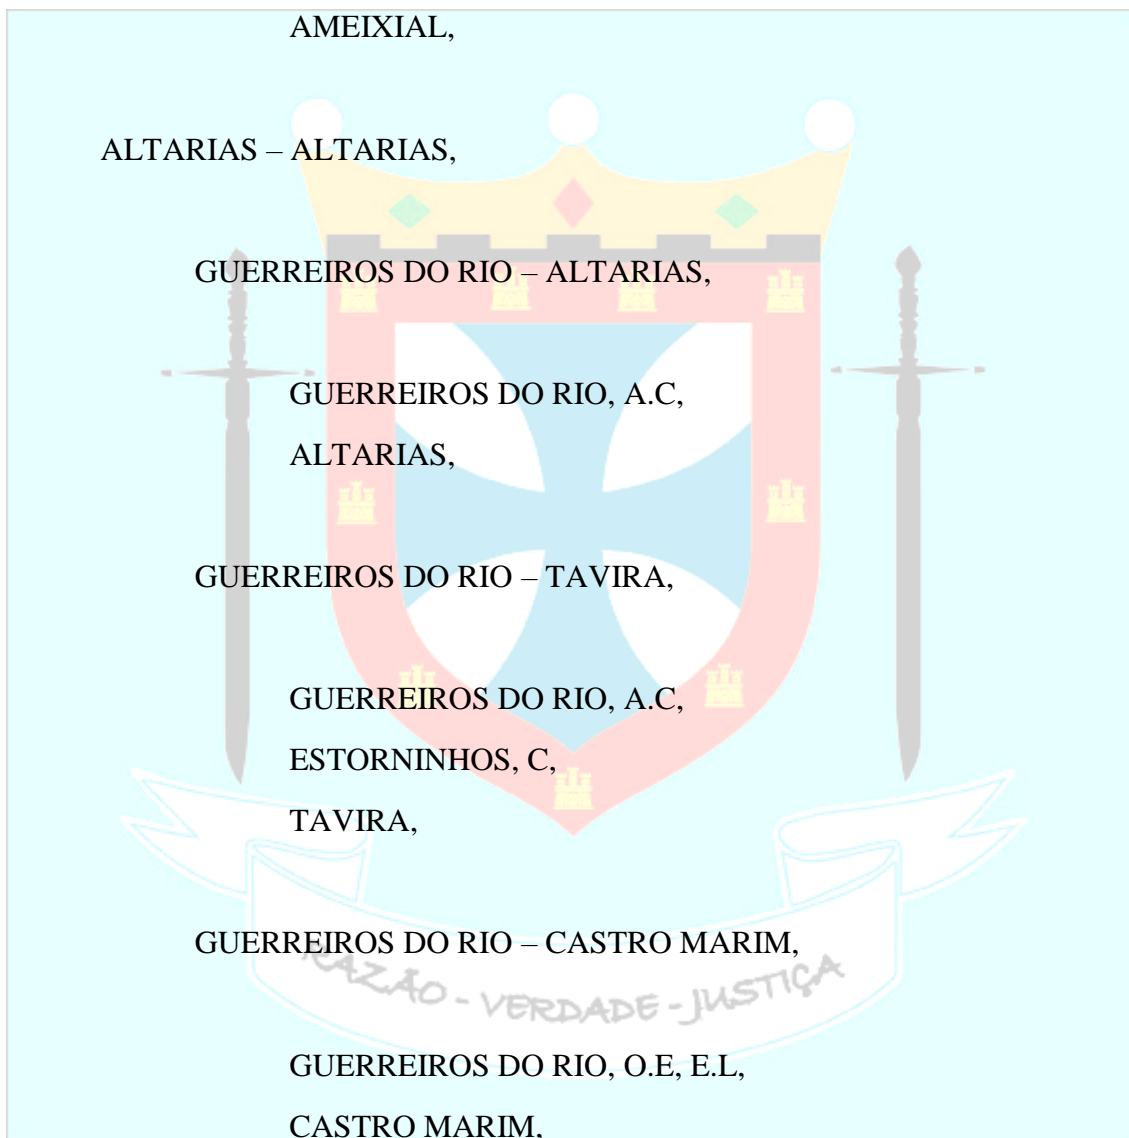 AMEIXIAL,
ALTARIAS – ALTARIAS,
GUERREIROS DO RIO – ALTARIAS,
GUERREIROS DO RIO, A.C,
ALTARIAS,
GUERREIROS DO RIO – TAVIRA,
GUERREIROS DO RIO, A.C,
ESTORNINHOS, C,
TAVIRA,
GUERREIROS DO RIO – CASTRO MARIM,
RAZÃO - VERDADE - JUSTIÇA
GUERREIROS DO RIO, O.E, E.L,
CASTRO MARIM,